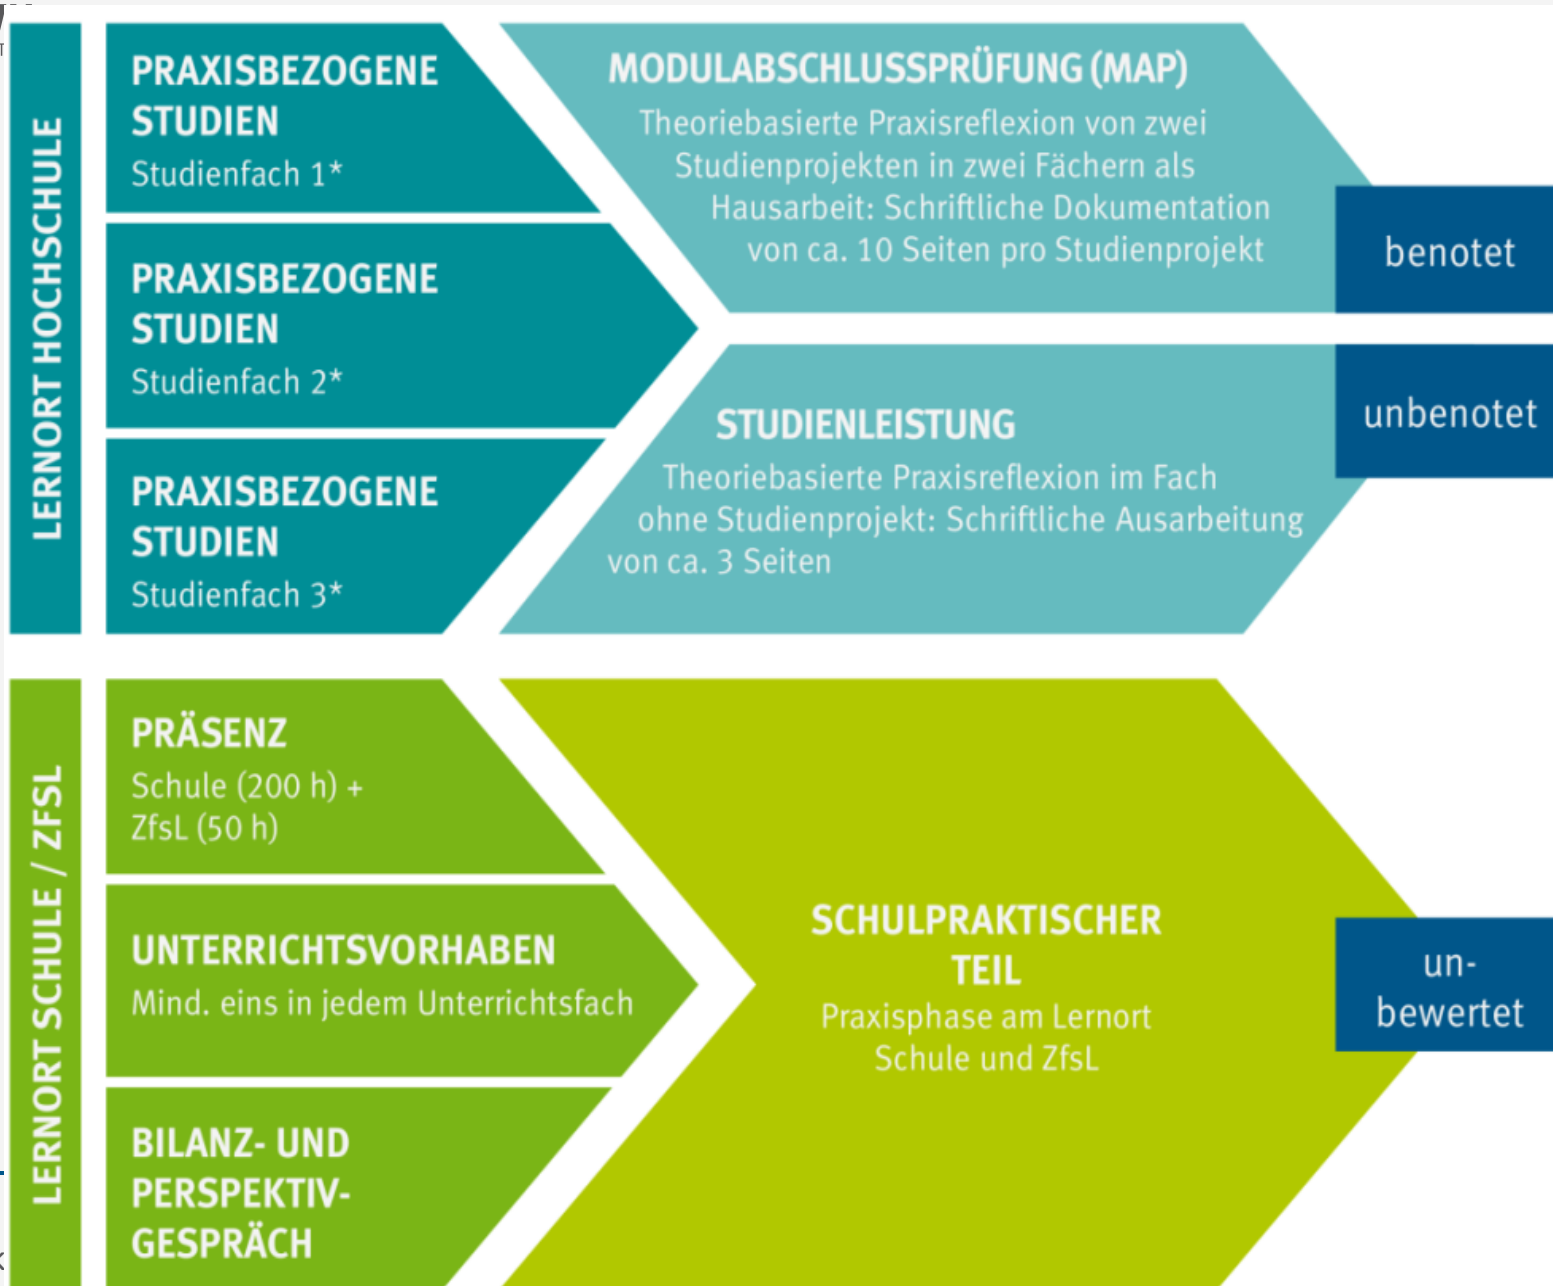 LERNORT HOCHSCHULE
PRAXISBEZOGENE
STUDIEN
Studienfach 1*
PRAXISBEZOGENE
STUDIEN
Studienfach 2*
PRAXISBEZOGENE
STUDIEN
Studienfach 3*
MODULABSCHLUSSPRÜFUNG (MAP)
Theoriebasierte Praxisreflexion von zwei
Studienprojekten in zwei Fächern als
Hausarbeit: Schriftliche Dokumentation
von ca. 10 Seiten pro Studienprojekt
benotet
STUDIENLEISTUNG
Theoriebasierte Praxisreflexion im Fach
ohne Studienprojekt: Schriftliche Ausarbeitung
von ca. 3 Seiten
unbenotet
LERNORT SCHULE / ZFSL
PRÄSENZ
Schule (200 h) +
ZfsL (50 h)
UNTERRICHTSVORHABEN
Mind. eins in jedem Unterrichtsfach
BILANZ- UND
PERSPEKTIV-
GESPRÄCH
SCHULPRAKTISCHER
TEIL
Praxisphase am Lernort
Schule und ZfsL
un-
bewertet